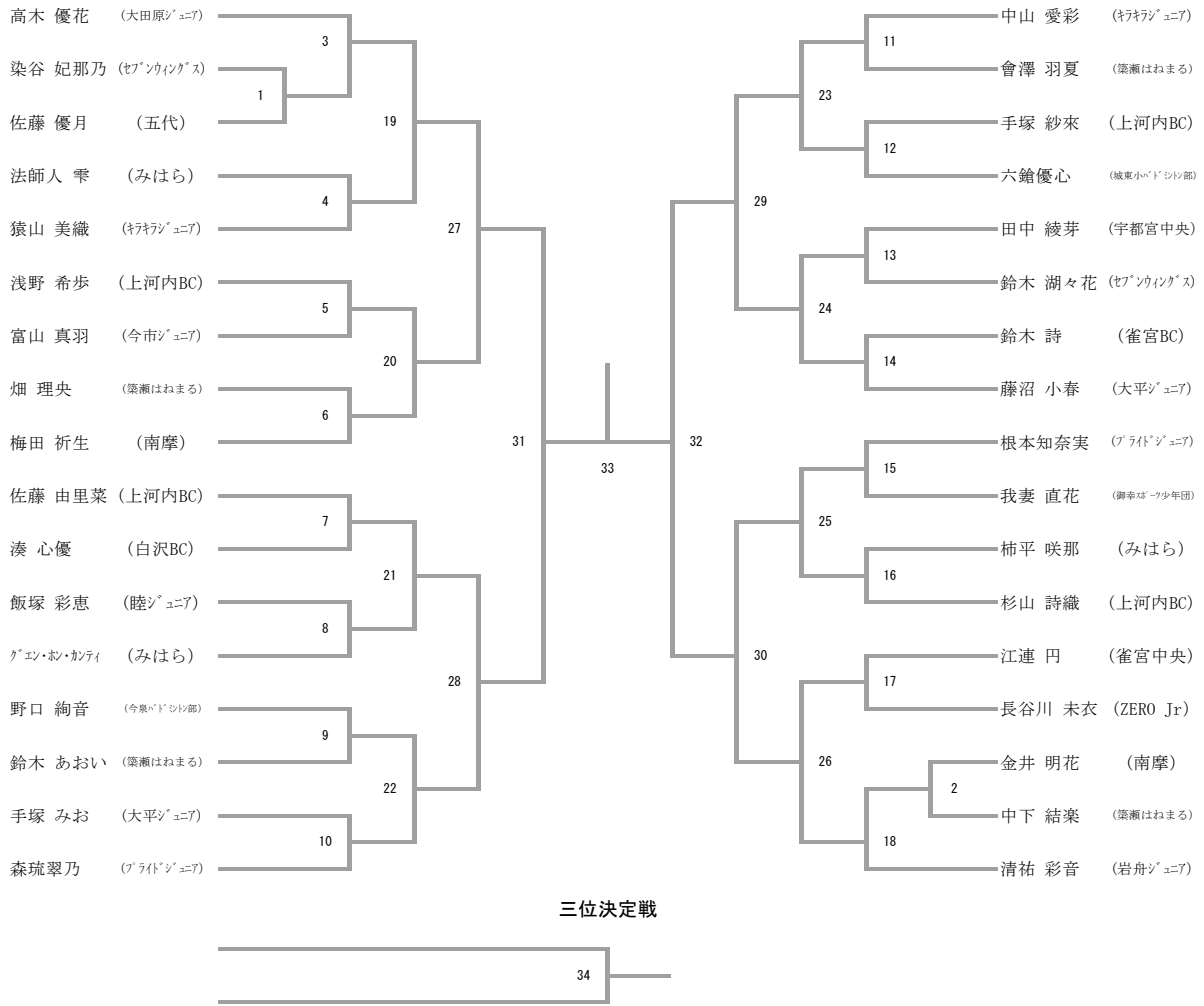 高木 優花 (大田原ジュニア)
3
染谷 妃那乃 (セブンウィングス)
1
佐藤 優月 (五代)
19
法師人 雫 (みはら)
4
猿山 美織 (キラキラジュニア)
27
浅野 希歩 (上河内BC)
5
富山 真羽 (今市ジュニア)
20
畑 理央 (簗瀬はねまる)
6
梅田 祈生 (南摩)
31
佐藤 由里菜 (上河内BC)
7
湊 心優 (白沢BC)
21
飯塚 彩恵 (睦ジュニア)
8
グエン・ホン・カンティ (みはら)
28
野口 絢音 (今泉バドミントン部)
9
鈴木 あおい (簗瀬はねまる)
22
手塚 みお (大平ジュニア)
10
森琉翠乃 (プライドジュニア)
33
中山 愛彩 (キラキラジュニア)
11
會澤 羽夏 (簗瀬はねまる)
23
手塚 紗來 (上河内BC)
12
六鎗優心 (城東小バドミントン部)
29
田中 綾芽 (宇都宮中央)
13
鈴木 湖々花 (セブンウィングス)
24
鈴木 詩 (雀宮BC)
14
藤沼 小春 (大平ジュニア)
32
根本知奈実 (プライドジュニア)
15
我妻 直花 (御幸スポーツ少年団)
25
柿平 咲那 (みはら)
16
杉山 詩織 (上河内BC)
30
江連 円 (雀宮中央)
17
長谷川 未衣 (ZERO Jr)
26
金井 明花 (南摩)
2
中下 結楽 (簗瀬はねまる)
18
清祐 彩音 (岩舟ジュニア)
三位決定戦
34